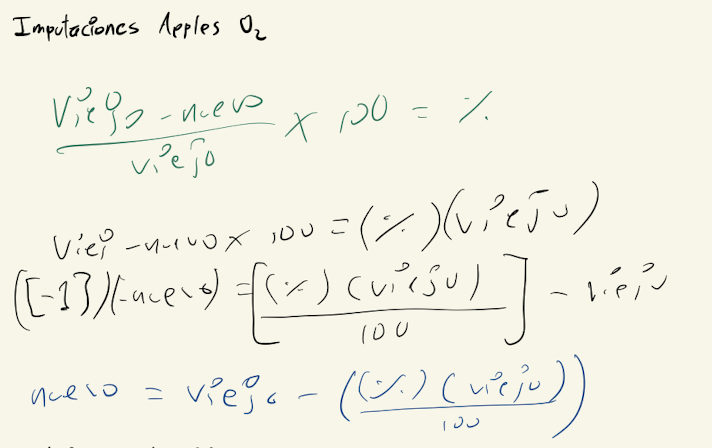 Imputaciones Apples O₂
(Viejo - nuevo) / viejo x 100 = %
Viej - nuevo x 100 = (%)(viejo)
([-1])(-nuevo) = [(%)(viejo) / 100] - viejo
nuevo = viejo - ((%)(viejo) / 100)